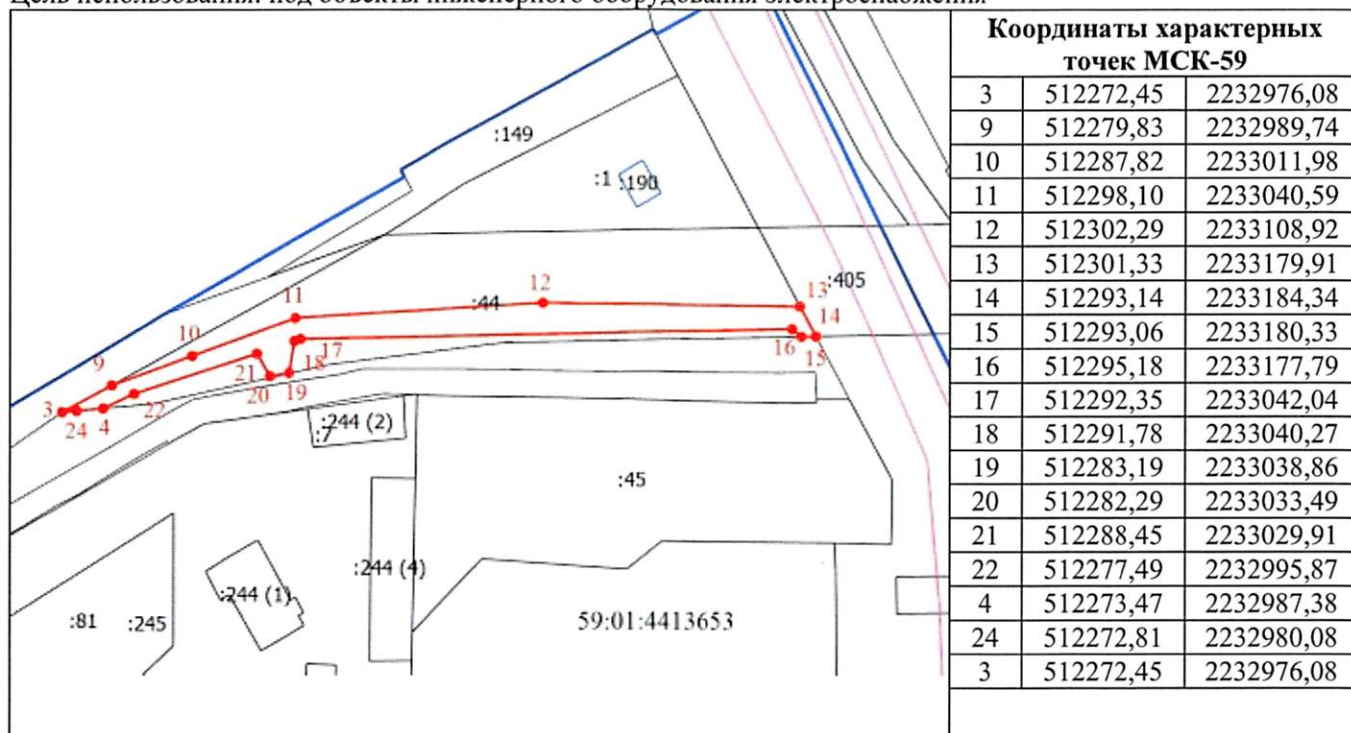 Цель использования: под объекты инженерного оборудования электроснабжения
:149
:1 :190
:405
:44
9
10
11
12
13
14
15
16
17
18
19
20
21
22
3
24
4
:244 (2)
:7
:45
:244 (4)
:244 (1)
:81
:245
59:01:4413653
Координаты характерных
точек МСК-59
3 512272,45 2232976,08
9 512279,83 2232989,74
10 512287,82 2233011,98
11 512298,10 2233040,59
12 512302,29 2233108,92
13 512301,33 2233179,91
14 512293,14 2233184,34
15 512293,06 2233180,33
16 512295,18 2233177,79
17 512292,35 2233042,04
18 512291,78 2233040,27
19 512283,19 2233038,86
20 512282,29 2233033,49
21 512288,45 2233029,91
22 512277,49 2232995,87
4 512273,47 2232987,38
24 512272,81 2232980,08
3 512272,45 2232976,08